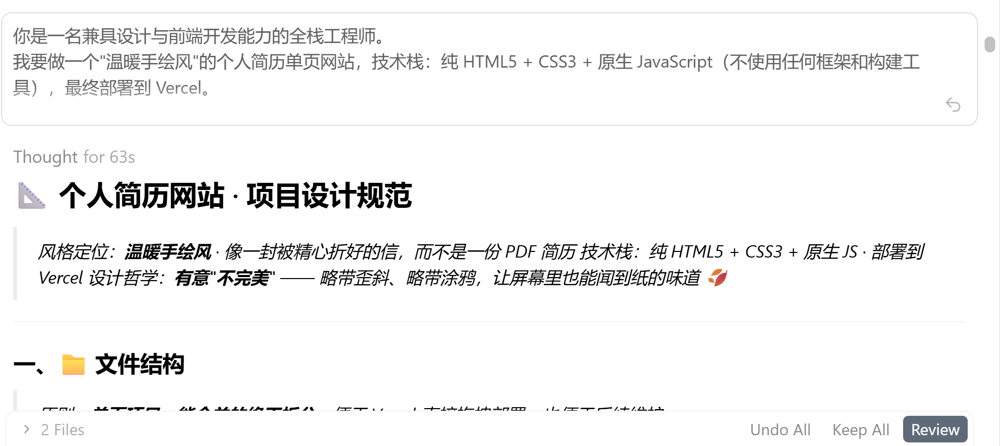 你是一名兼具设计与前端开发能力的全栈工程师。
我要做一个"温暖手绘风"的个人简历单页网站，技术栈：纯 HTML5 + CSS3 + 原生 JavaScript（不使用任何框架和构建工
具），最终部署到 Vercel。
Thought for 63s
个人简历网站 · 项目设计规范
风格定位：温暖手绘风 · 像一封被精心折好的信，而不是一份 PDF 简历 技术栈：纯 HTML5 + CSS3 + 原生 JS · 部署到
Vercel 设计哲学：有意"不完美" —— 略带歪斜、略带涂鸦，让屏幕里也能闻到纸的味道
一、 文件结构
2 Files
Undo All
Keep All
Review